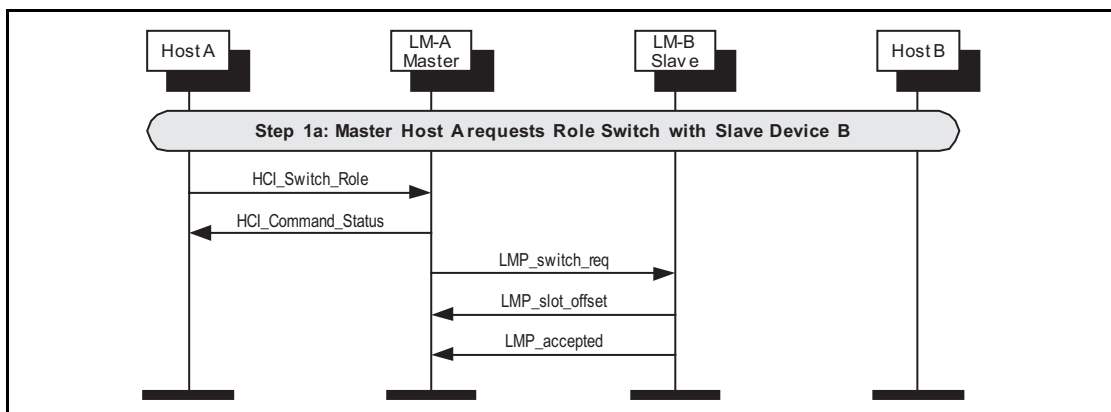 Host A
LM-A
Master
LM-B
Slave
Host B
Step 1a: Master Host A requests Role Switch with Slave Device B
HCI_Switch_Role
HCI_Command_Status
LMP_switch_req
LMP_slot_offset
LMP_accepted